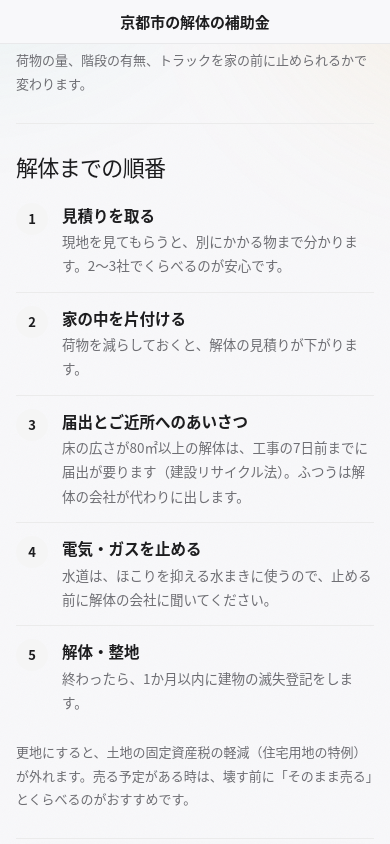 京都市の解体の補助金
荷物の量、階段の有無、トラックを家の前に止められるかで
変わります。
解体までの順番
1
見積りを取る
現地を見てもらうと、別にかかる物まで分かりま
す。2〜3社でくらべるのが安心です。
2
家の中を片付ける
荷物を減らしておくと、解体の見積りが下がりま
す。
3
届出とご近所へのあいさつ
床の広さが80㎡以上の解体は、工事の7日前までに
届出が要ります（建設リサイクル法）。ふつうは解
体の会社が代わりに出します。
4
電気・ガスを止める
水道は、ほこりを抑える水まきに使うので、止める
前に解体の会社に聞いてください。
5
解体・整地
終わったら、1か月以内に建物の滅失登記をしま
す。
更地にすると、土地の固定資産税の軽減（住宅用地の特例）
が外れます。売る予定がある時は、壊す前に「そのまま売る」
とくらべるのがおすすめです。